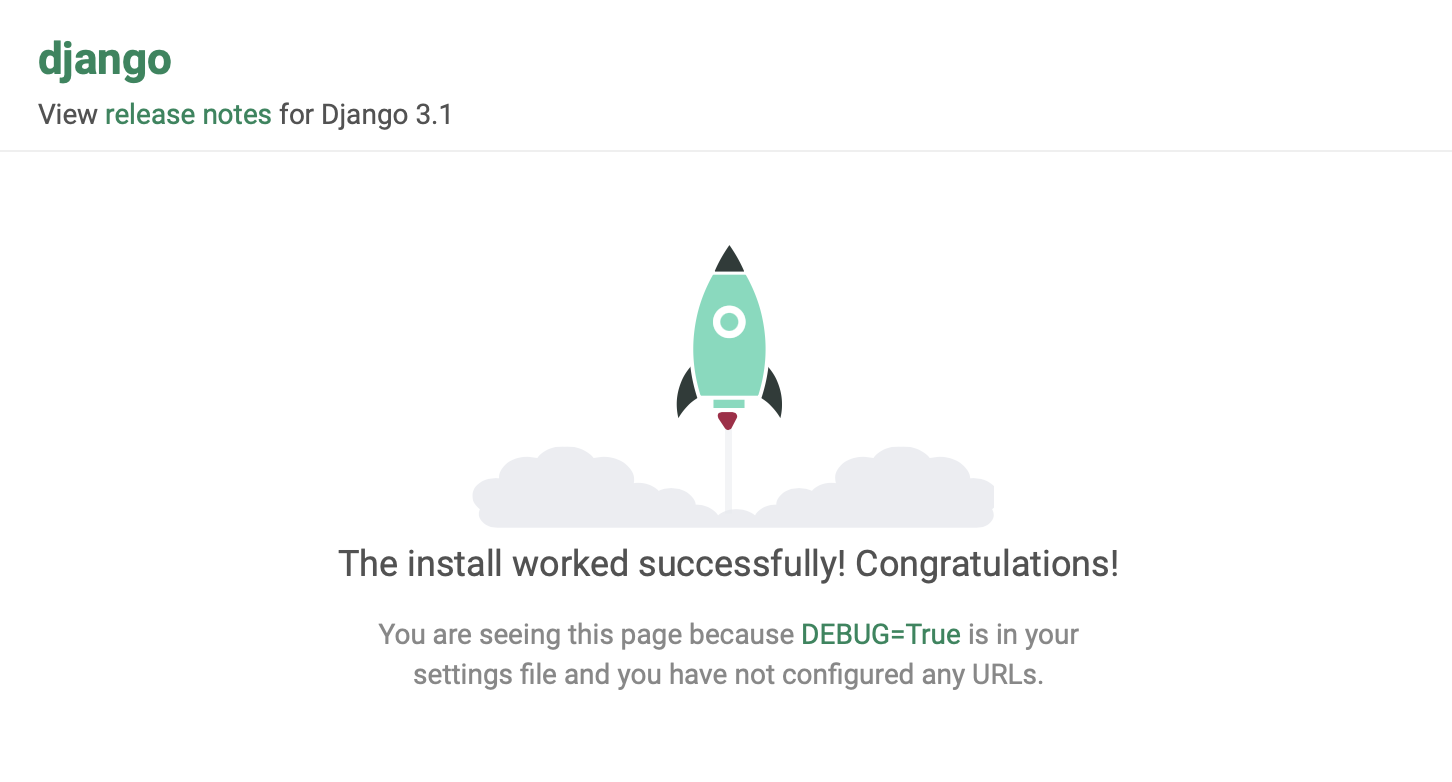 django
View release notes for Django 3.1
The install worked successfully! Congratulations!
You are seeing this page because DEBUG=True is in your
settings file and you have not configured any URLs.